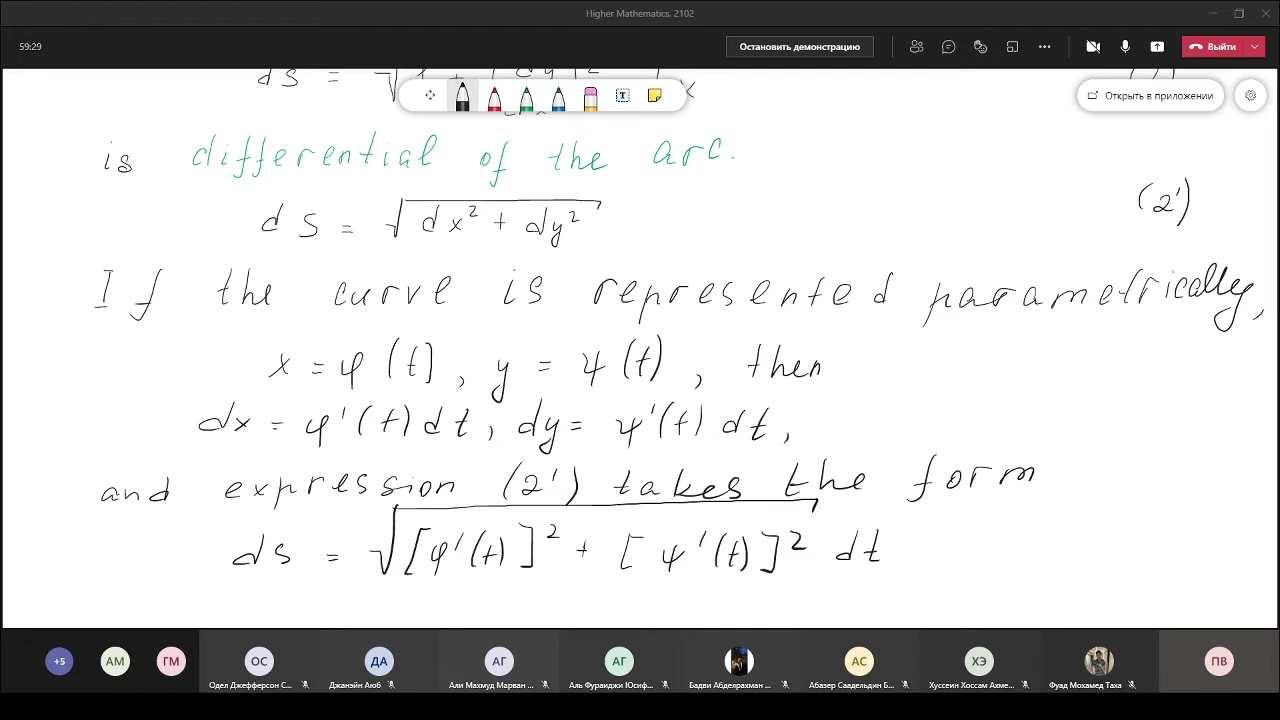 Higher Mathematics, 2102
59:29
Остановить демонстрацию
Выйти
Открыть в приложении
is differential of the arc.
ds = √dx² + dy² (2')
If the curve is represented parametrically,
x = φ(t), y = ψ(t), then
dx = φ'(t)dt, dy = ψ'(t) dt,
and expression (2') takes the form
ds = √[φ'(t)]² + [ψ'(t)]² dt
+5 АМ ГМ ОС ДА АГ АГ АС ХЭ ПВ
Одел Джефферсон С... Джанэйн Аюб Али Махмуд Марван ... Аль Фураиджи Юсиф... Бадви Абделрахман ... Абазер Саадельдин Б... Хуссеин Хоссам Ахме... Фуад Мохамед Таха